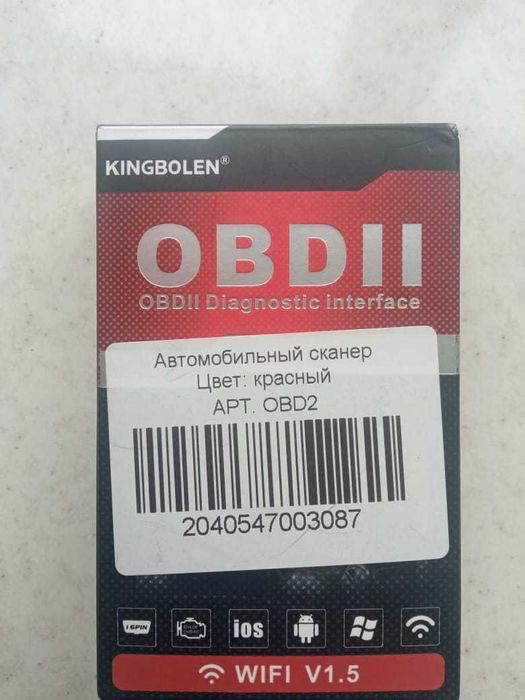 KINGBOLEN®
OBDII
OBDII Diagnostic interface
Автомобильный сканер
Цвет: красный
АРТ. OBD2
2040547003087
16PIN
ios
WIFI V1.5